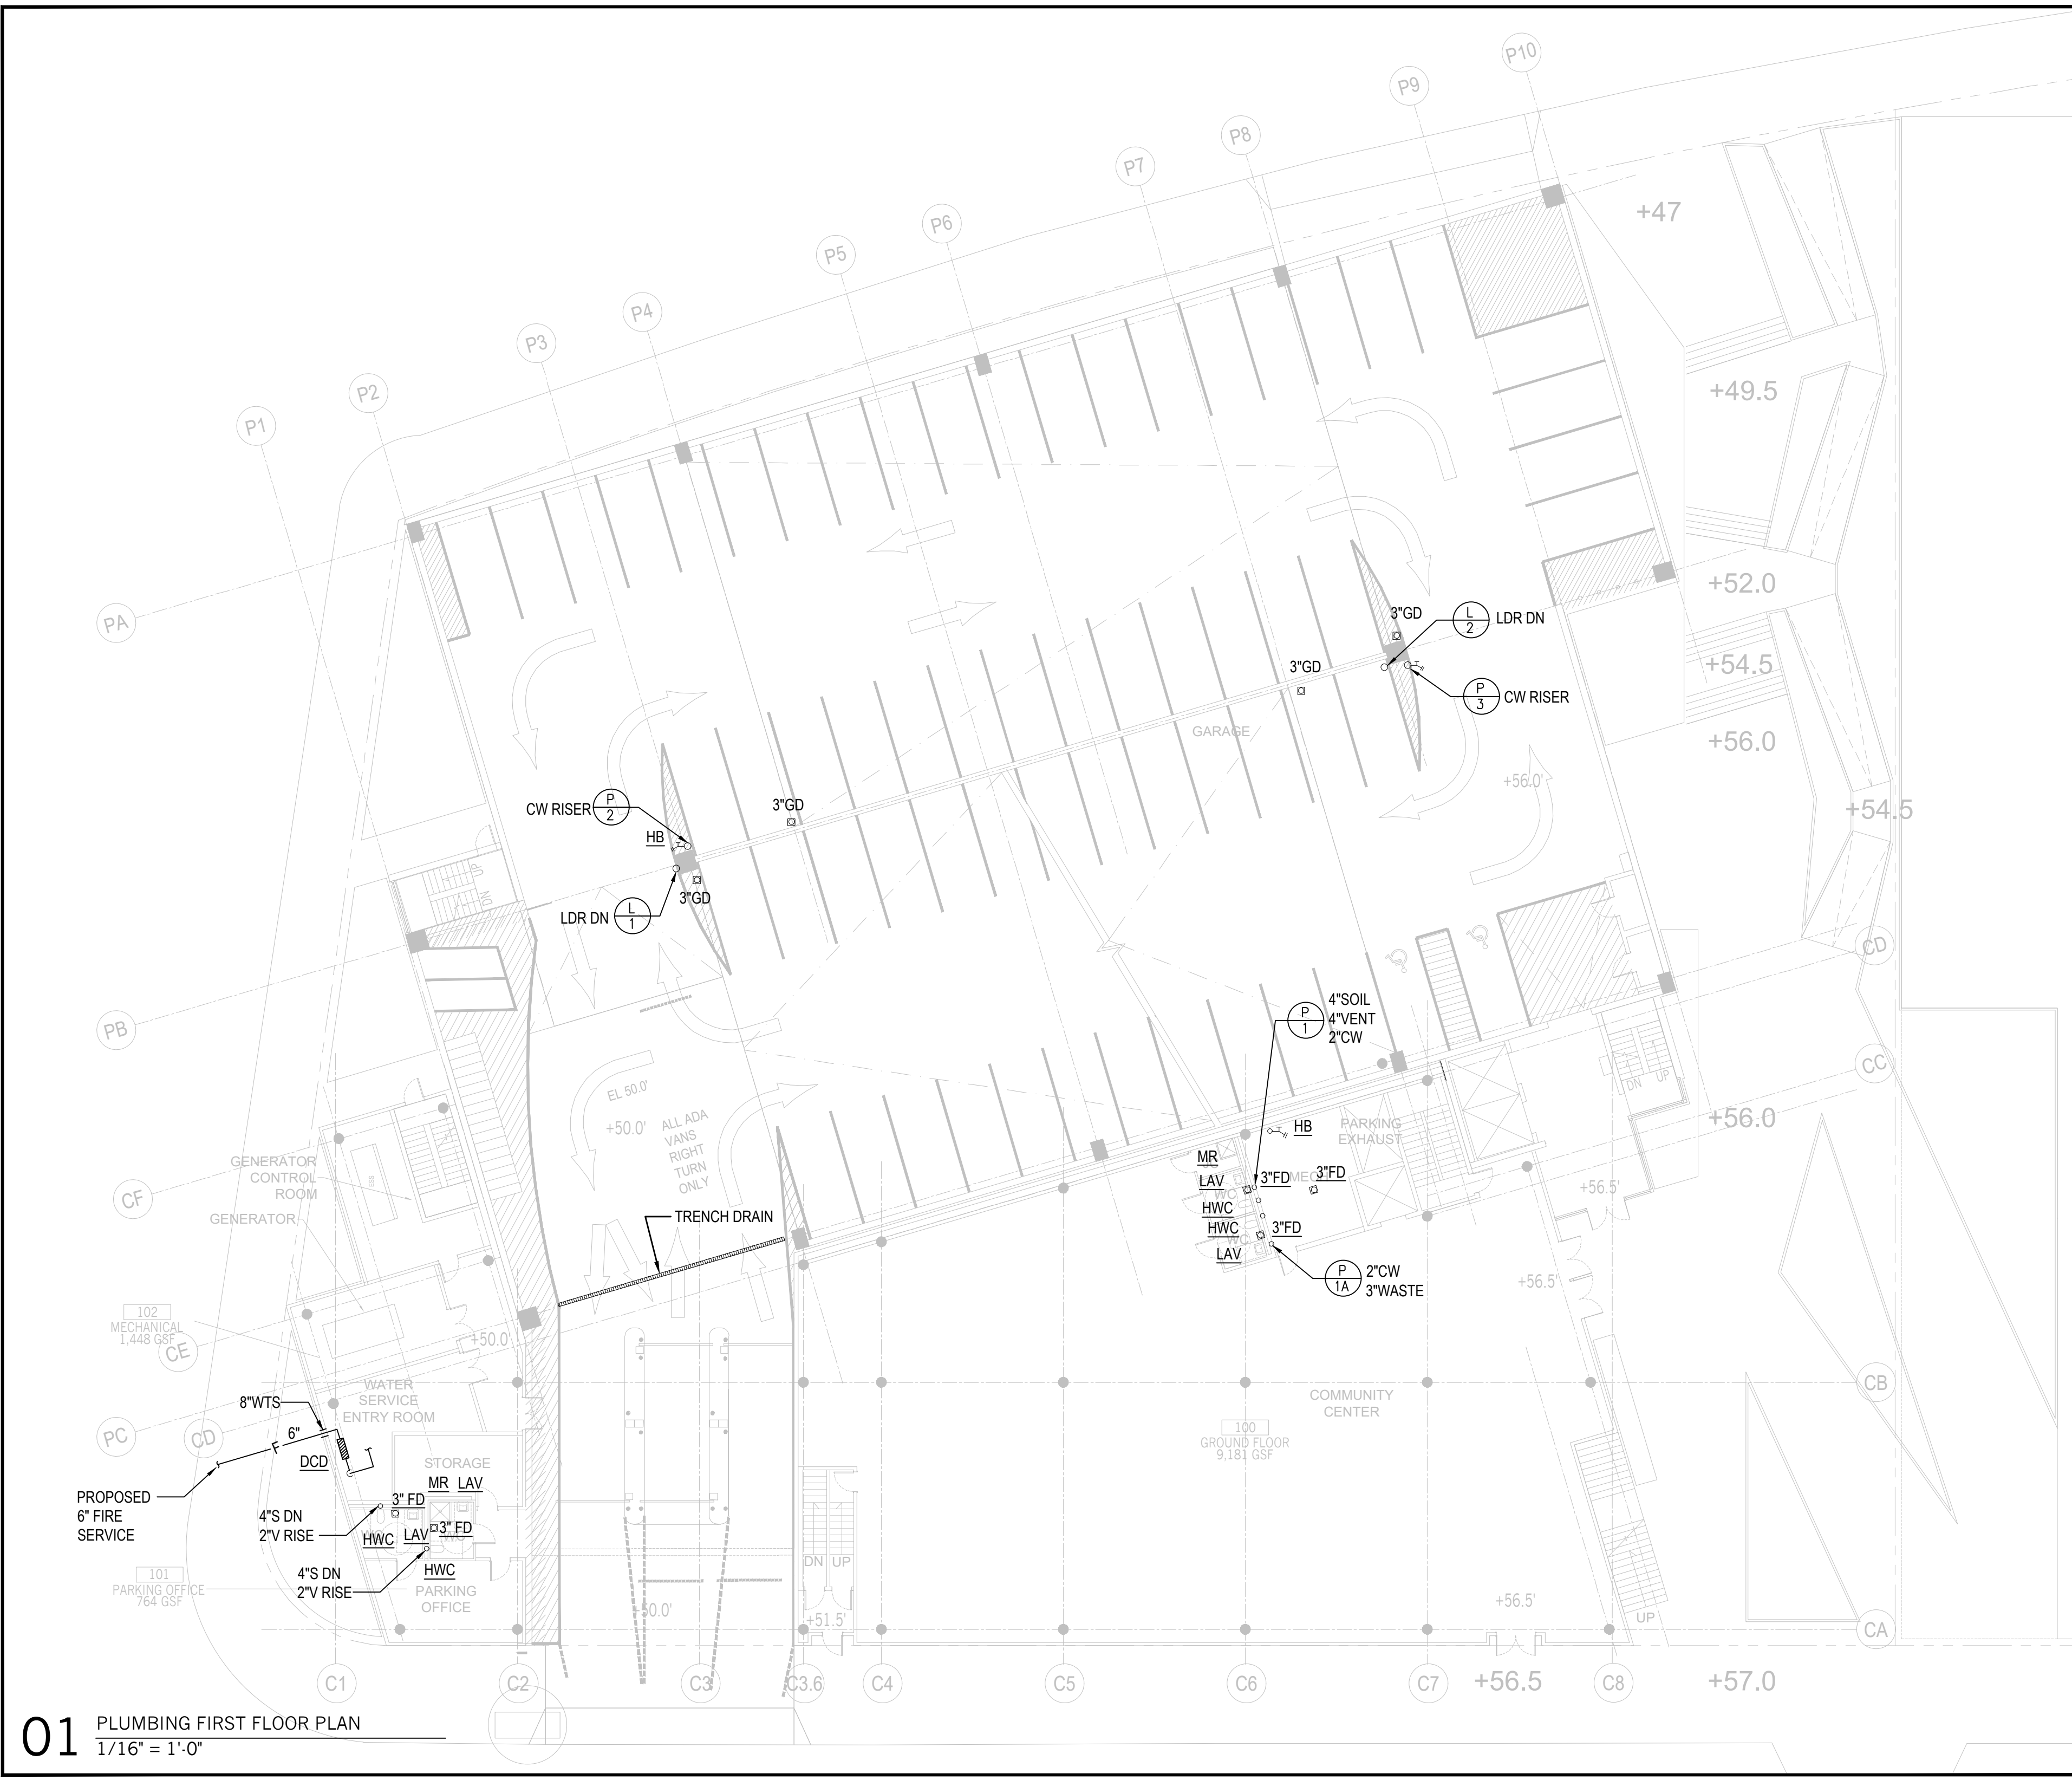 P10
P9
P8
P7
P6
P5
P4
P3
P2
P1
PA
PB
PC
+47
+49.5
+52.0
+54.5
+56.0
+54.5
+56.0
3"GD
L
2
LDR DN
3"GD
P
3
CW RISER
GARAGE
+56.0'
CW RISER
P
2
3"GD
HB
3"GD
LDR DN
L
1
UP
DN
CD
CC
CB
CA
P
1
4"SOIL
4"VENT
2"CW
EL 50.0'
+50.0'
ALL ADA
VANS
RIGHT
TURN
ONLY
HB
PARKING
EXHAUST
DN
UP
MR
LAV
WC
3"FD
MECH
3"FD
HWC
HWC
3"FD
WC
LAV
P
1A
2"CW
3"WASTE
+56.5'
+56.5'
TRENCH DRAIN
GENERATOR
CONTROL
ROOM
GENERATOR
CF
CE
CD
102
MECHANICAL
1,448 GSF
+50.0'
WATER
SERVICE
ENTRY ROOM
8"WTS
6"
F
DCD
STORAGE
MR
LAV
PROPOSED
6" FIRE
SERVICE
3" FD
4"S DN
2"V RISE
HWC
LAV
3" FD
WC
4"S DN
2"V RISE
HWC
101
PARKING OFFICE
764 GSF
PARKING
OFFICE
COMMUNITY
CENTER
100
GROUND FLOOR
9,181 GSF
DN
UP
+50.0'
+51.5'
+56.5'
UP
C1
C2
C3
C3.6
C4
C5
C6
C7
+56.5
C8
+57.0
01
PLUMBING FIRST FLOOR PLAN
1/16" = 1'-0"